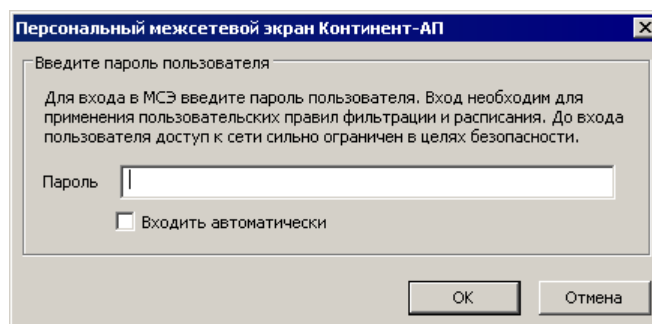 Персональный межсетевой экран Континент-АП
Введите пароль пользователя
Для входа в МСЭ введите пароль пользователя. Вход необходим для
применения пользовательских правил фильтрации и расписания. До входа
пользователя доступ к сети сильно ограничен в целях безопасности.
Пароль
Входить автоматически
OK
Отмена